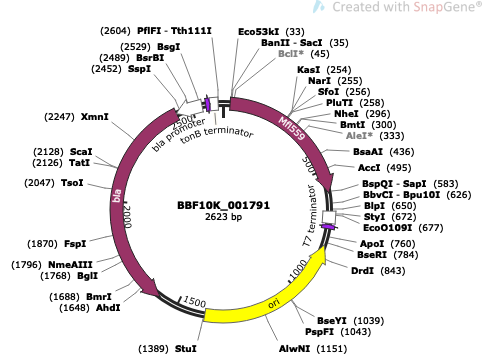 Created with SnapGene®
(2604) PflFI - Tth111I
(2529) BsgI
(2489) BsrBI
(2452) SspI
(2247) XmnI
(2128) ScaI
(2126) TatI
(2047) TsoI
(1870) FspI
(1796) NmeAIII
(1768) BglI
(1688) BmrI
(1648) AhdI
(1389) StuI
Eco53kI (33)
BanII - SacI (35)
BclI* (45)
KasI (254)
NarI (255)
SfoI (256)
PluTI (258)
NheI (296)
BmtI (300)
AleI* (333)
BsaAI (436)
AccI (495)
BspQI - SapI (583)
BbvCI - Bpu10I (626)
BlpI (650)
StyI (672)
EcoO109I (677)
ApoI (760)
BseRI (784)
DrdI (843)
BseYI (1039)
PspFI (1043)
AlwNI (1151)
bla promoter
tonB terminator
Mfl559
T7 terminator
bla
ori
500
1000
1500
2000
2500
BBF10K_001791
2623 bp